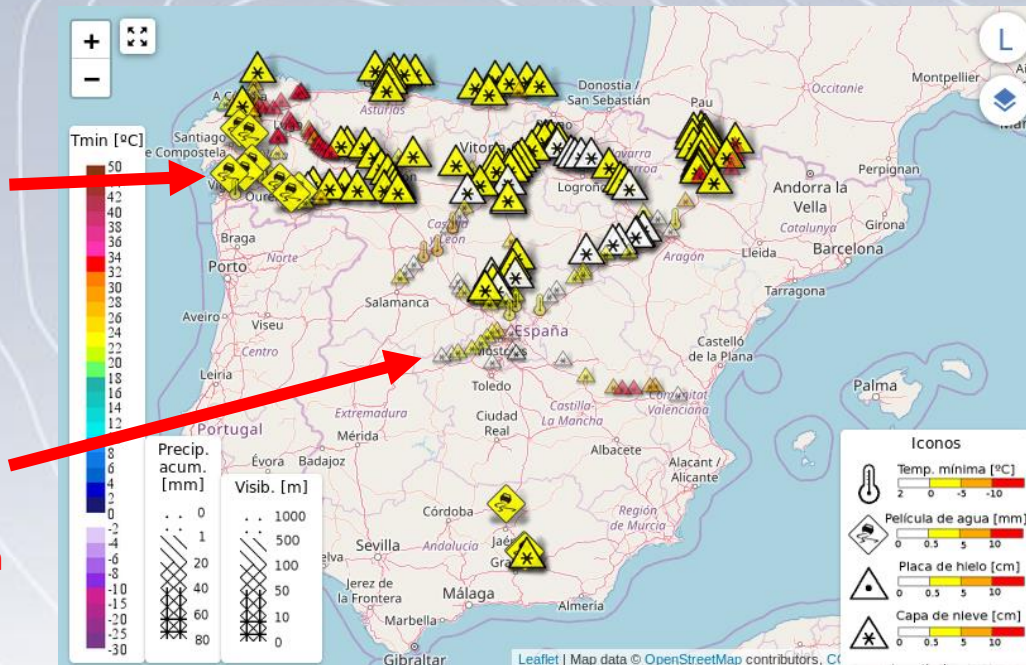 +
−
L
A C
Santiago
e Compostela
Vi
Oure
Asturias
Donostia /
San Sebastián
Pau
Occitanie
Montpellier
Perpignan
Andorra la
Vella
Vitoria
Logroño
avarra
Castilla
y León
Aragón
Catalunya
Girona
Lleida
Barcelona
Tarragona
Braga
Norte
Porto
Salamanca
Aveiro
Viseu
Centro
Leiria
España
Móstoles
Toledo
Castelló
de la Plana
Extremadura
Ciudad
Real
Castilla-
La Mancha
Comunitat
Valenciana
Palma
Portugal
Mérida
Évora
Badajoz
Albacete
Alacant /
Alicante
Córdoba
Región
de Murcia
Sevilla
Andalucía
Jaén
Gra
elva
Jerez de
la Frontera
Málaga
Almería
Marbella
Gibraltar
Tmin [ºC]
50
42
40
38
36
34
32
30
28
26
24
22
20
18
16
14
12
8
6
4
2
0
-2
-4
-6
-8
-10
-15
-20
-25
-30
Precip.
acum.
[mm]
0
1
20
40
60
80
Visib. [m]
1000
500
100
50
10
0
Iconos
Temp. mínima [ºC]
2 0 -5 -10
Película de agua [mm]
0 0.5 5 10
Placa de hielo [cm]
0 0.5 5 10
Capa de nieve [cm]
0 0.5 5 10
Leaflet | Map data © OpenStreetMap contributors, CC